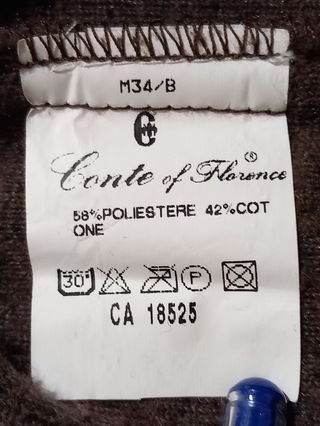 M34/B
C
Conte of Florence®
58%POLIESTERE 42%COT
ONE
30° P
CA 18525